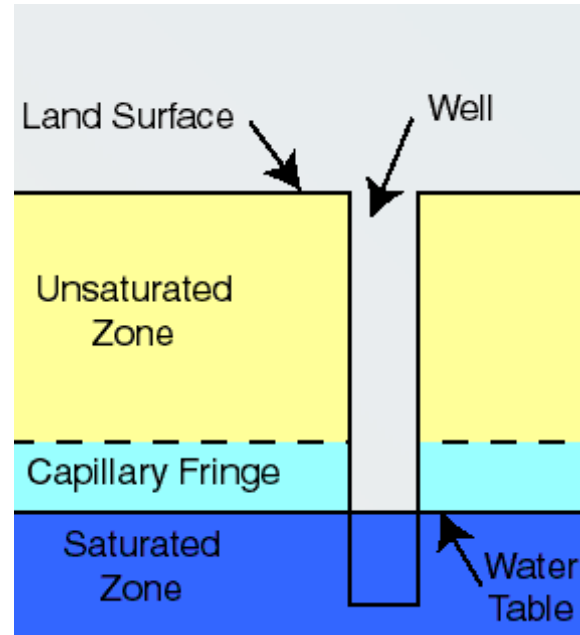 Land Surface
Well
Unsaturated
Zone
Capillary Fringe
Saturated
Zone
Water
Table